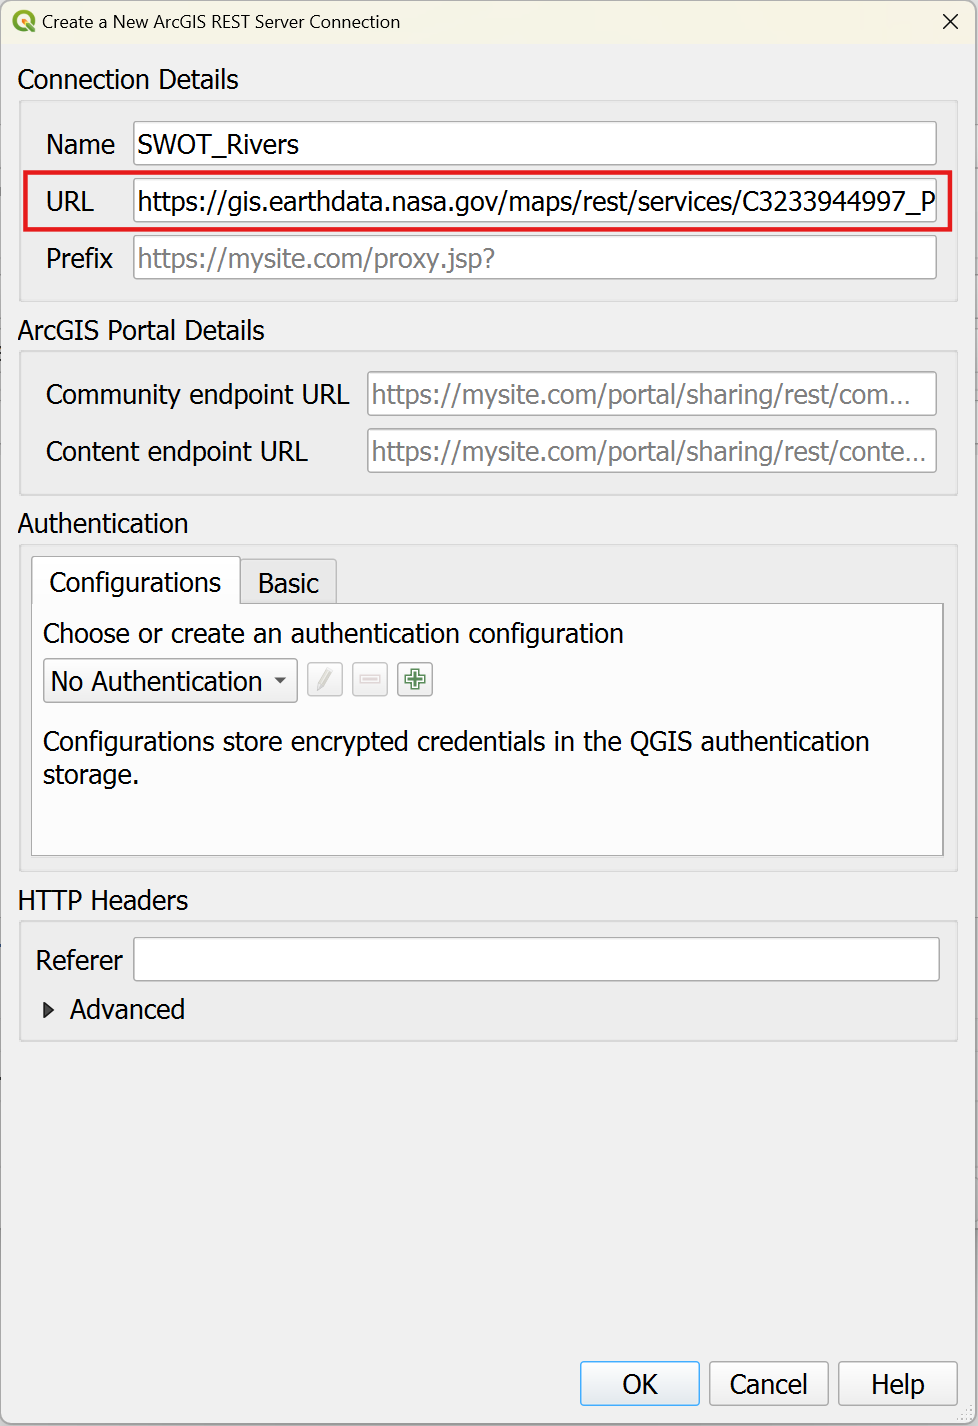 Create a New ArcGIS REST Server Connection
Connection Details
Name SWOT_Rivers
URL https://gis.earthdata.nasa.gov/maps/rest/services/C3233944997_P
Prefix https://mysite.com/proxy.jsp?
ArcGIS Portal Details
Community endpoint URL https://mysite.com/portal/sharing/rest/com...
Content endpoint URL https://mysite.com/portal/sharing/rest/conte...
Authentication
Configurations Basic
Choose or create an authentication configuration
No Authentication
Configurations store encrypted credentials in the QGIS authentication
storage.
HTTP Headers
Referer
Advanced
OK Cancel Help